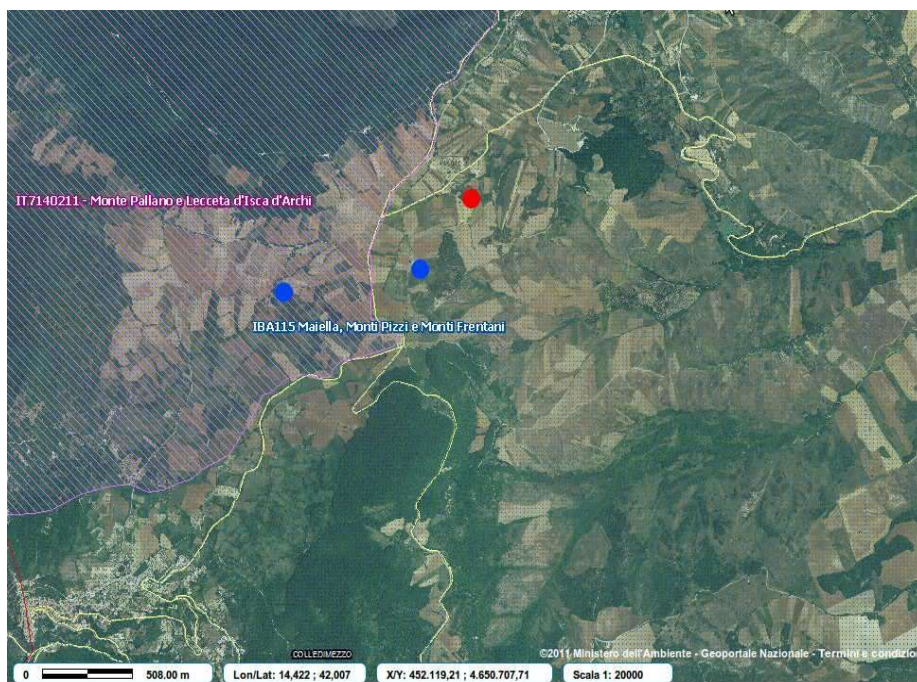 IT7140211 - Monte Pallano e Lecceta d'Isca d'Archi
IBA115 Maiella, Monti Pizzi e Monti Frentani
COLLEDIMEZZO
©2011 Ministero dell'Ambiente - Geoportale Nazionale - Termini e condizio
0 508.00 m Lon/Lat: 14,422 ; 42,007 X/Y: 452.119,21 ; 4.650.707,71 Scala 1: 20000